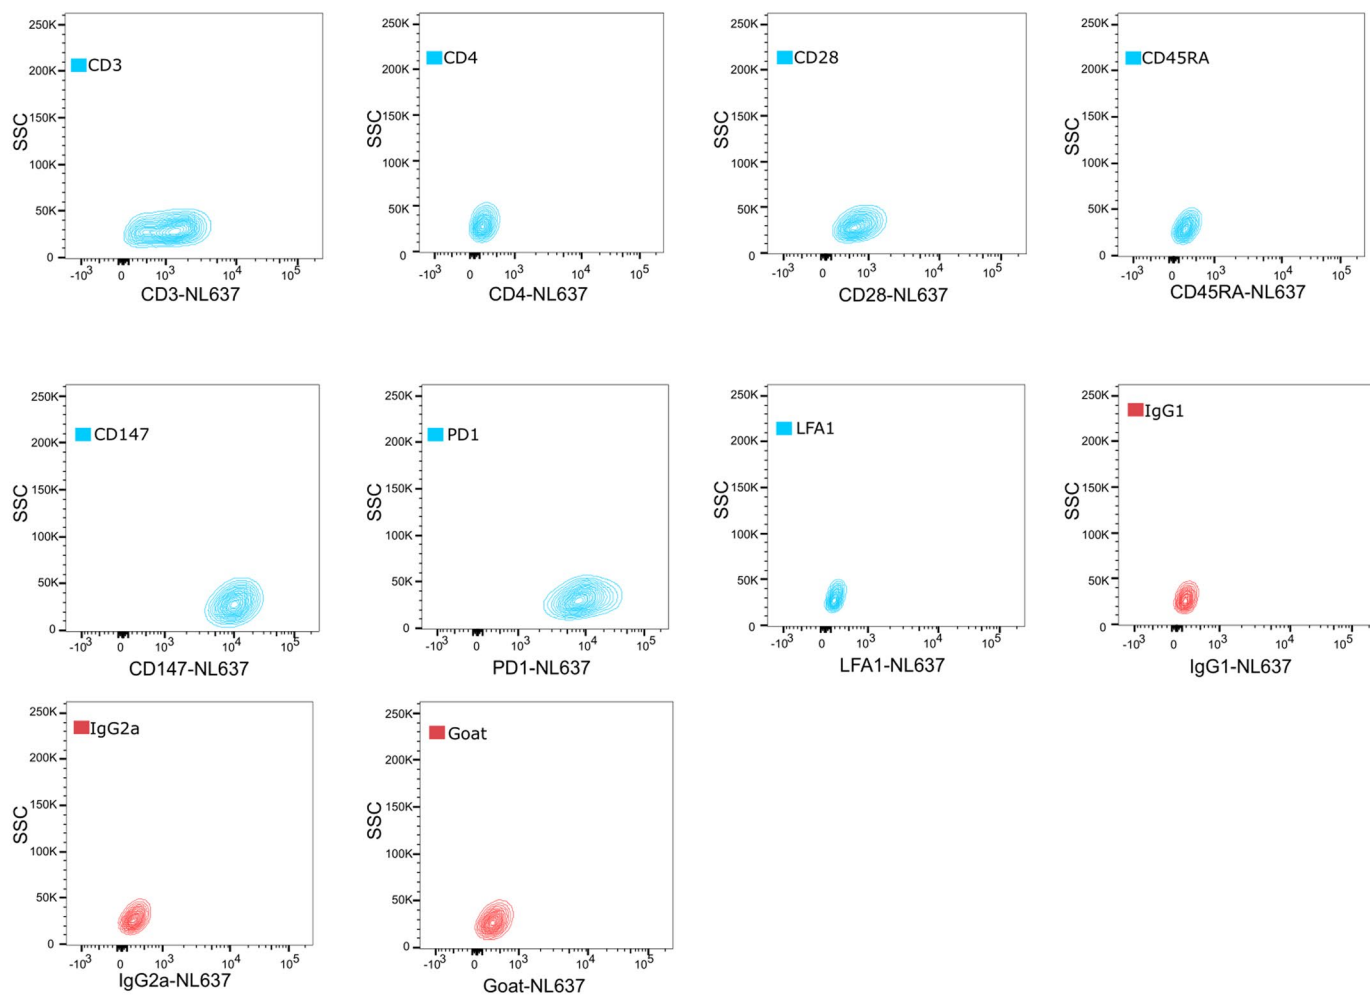 CD3
SSC
250K
200K
150K
100K
50K
0
-10³ 0 10³ 10⁴ 10⁵
CD3-NL637
CD4
SSC
250K
200K
150K
100K
50K
0
-10³ 0 10³ 10⁴ 10⁵
CD4-NL637
CD28
SSC
250K
200K
150K
100K
50K
0
-10³ 0 10³ 10⁴ 10⁵
CD28-NL637
CD45RA
SSC
250K
200K
150K
100K
50K
0
-10³ 0 10³ 10⁴ 10⁵
CD45RA-NL637
CD147
SSC
250K
200K
150K
100K
50K
0
-10³ 0 10³ 10⁴ 10⁵
CD147-NL637
PD1
SSC
250K
200K
150K
100K
50K
0
-10³ 0 10³ 10⁴ 10⁵
PD1-NL637
LFA1
SSC
250K
200K
150K
100K
50K
0
-10³ 0 10³ 10⁴ 10⁵
LFA1-NL637
IgG1
SSC
250K
200K
150K
100K
50K
0
-10³ 0 10³ 10⁴ 10⁵
IgG1-NL637
IgG2a
SSC
250K
200K
150K
100K
50K
0
-10³ 0 10³ 10⁴ 10⁵
IgG2a-NL637
Goat
SSC
250K
200K
150K
100K
50K
0
-10³ 0 10³ 10⁴ 10⁵
Goat-NL637